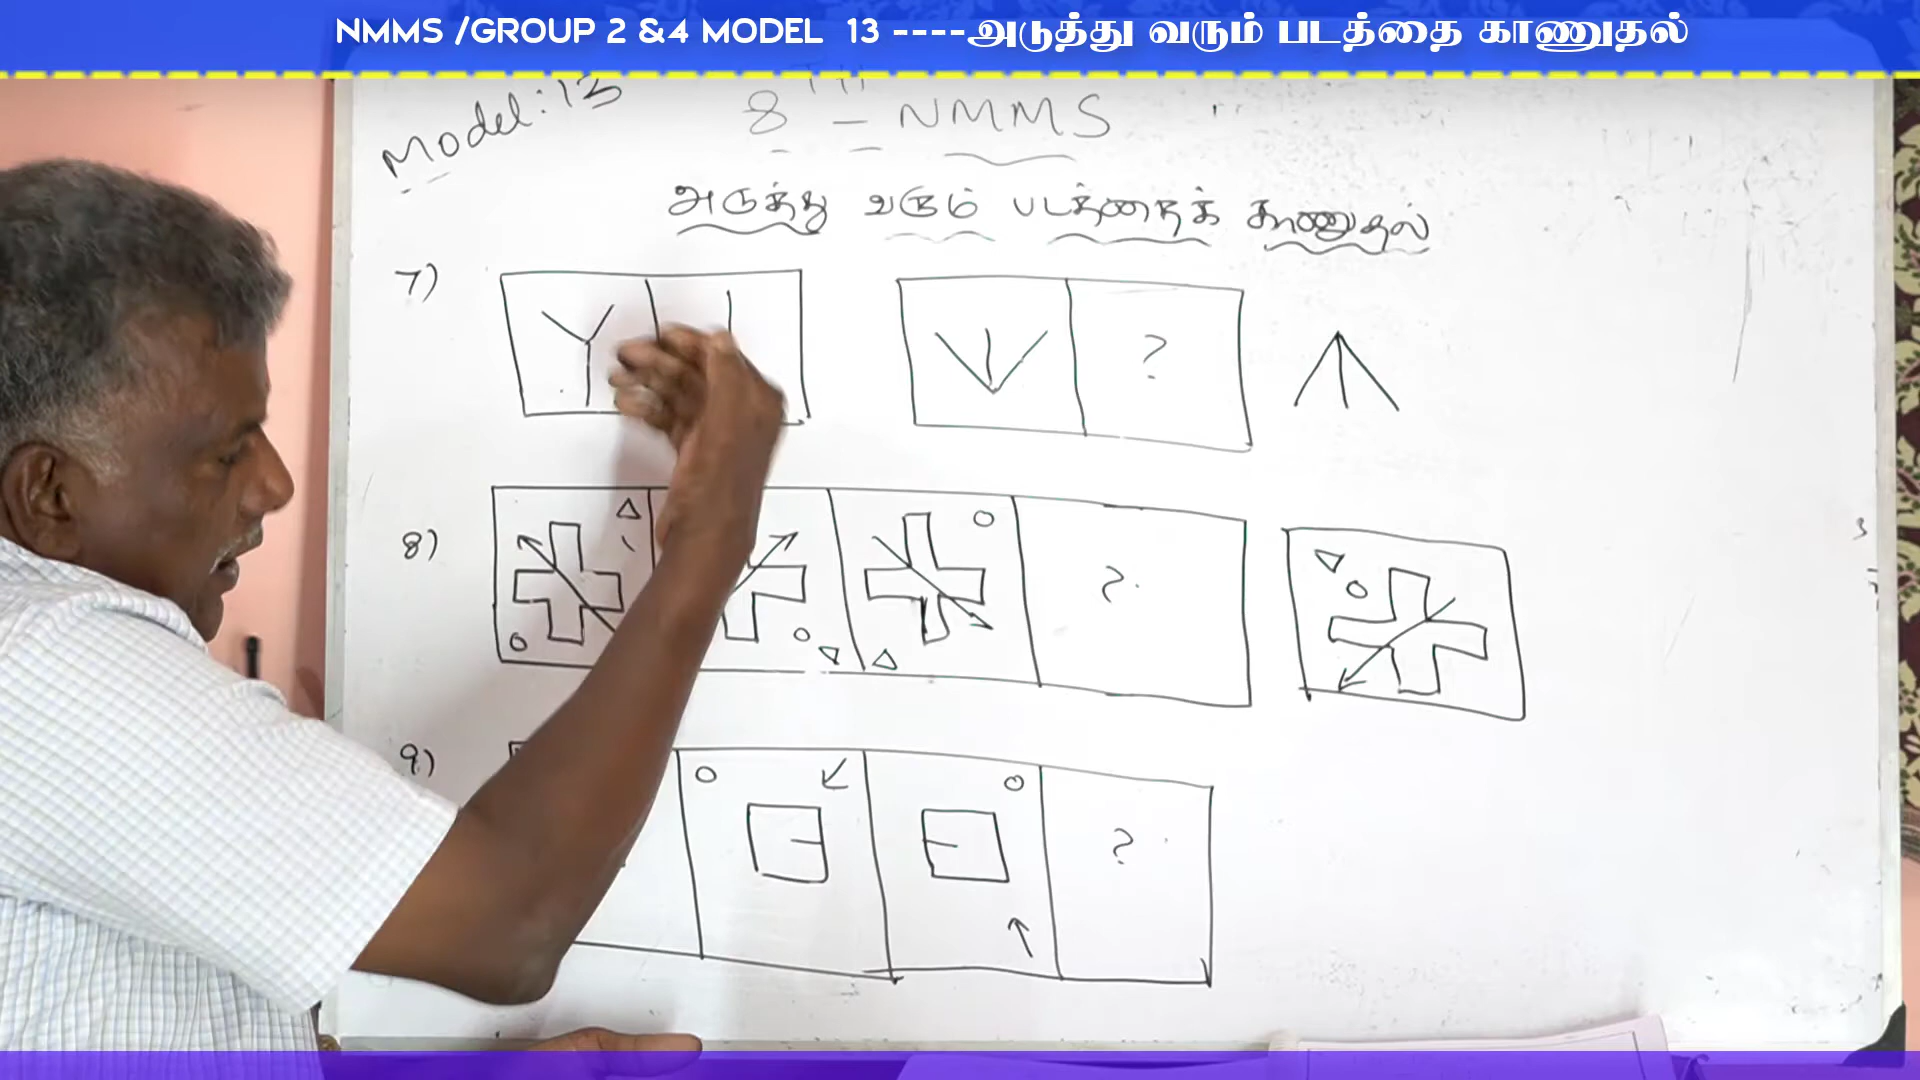 NMMS /GROUP 2 &4 MODEL 13 ----அடுத்து வரும் படத்தை காணுதல்
Model: 13
8TH - NMMS
அடுத்து வரும் படத்தைக் காணுதல்
7)
?
8)
?
9)
?